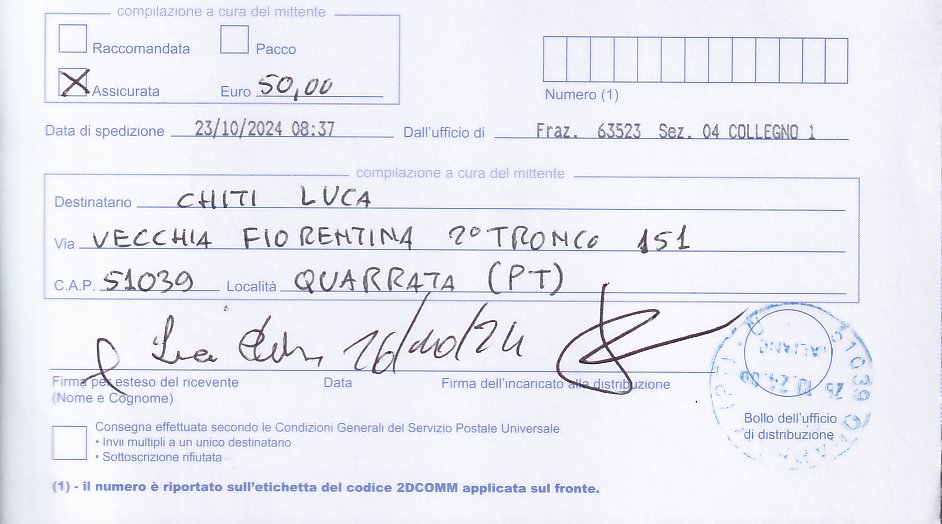 compilazione a cura del mittente
Raccomandata Pacco
Assicurata Euro 50,00
Numero (1)
Data di spedizione 23/10/2024 08:37 Dall'ufficio di Fraz. 63523 Sez. 04 COLLEGNO 1
compilazione a cura del mittente
Destinatario CHITI LUCA
Via VECCHIA FIORENTINA 2° TRONCO 151
C.A.P. 51039 Località QUARRATA (PT)
26/10/24
Firma per esteso del ricevente Data Firma dell'incaricato alla distribuzione
(Nome e Cognome)
51039
Bollo dell'ufficio
di distribuzione
Consegna effettuata secondo le Condizioni Generali del Servizio Postale Universale
• Invii multipli a un unico destinatario
• Sottoscrizione rifiutata
(1) - il numero è riportato sull'etichetta del codice 2DCOMM applicata sul fronte.